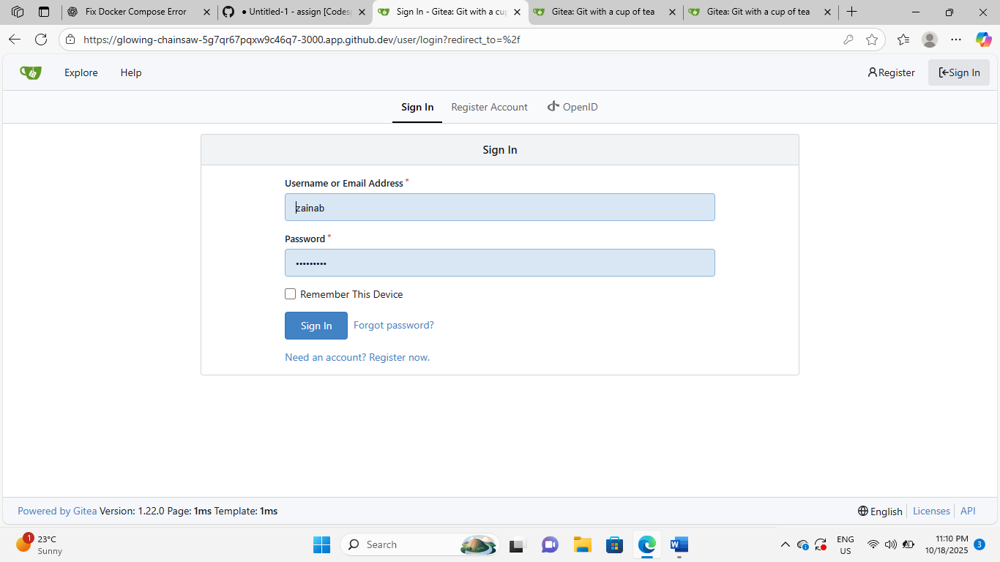 Fix Docker Compose Error
● Untitled-1 - assign [Codesp
Sign In - Gitea: Git with a cu
Gitea: Git with a cup of tea
Gitea: Git with a cup of tea
https://glowing-chainsaw-5g7qr67pqxw9c46q7-3000.app.github.dev/user/login?redirect_to=%2f
Explore
Help
Register
Sign In
Sign In
Register Account
OpenID
Sign In
Username or Email Address *
zainab
Password *
•••••••••
Remember This Device
Sign In
Forgot password?
Need an account? Register now.
Powered by Gitea Version: 1.22.0 Page: 1ms Template: 1ms
English
Licenses
API
1
23°C
Sunny
Search
ENG
US
11:10 PM
10/18/2025
3